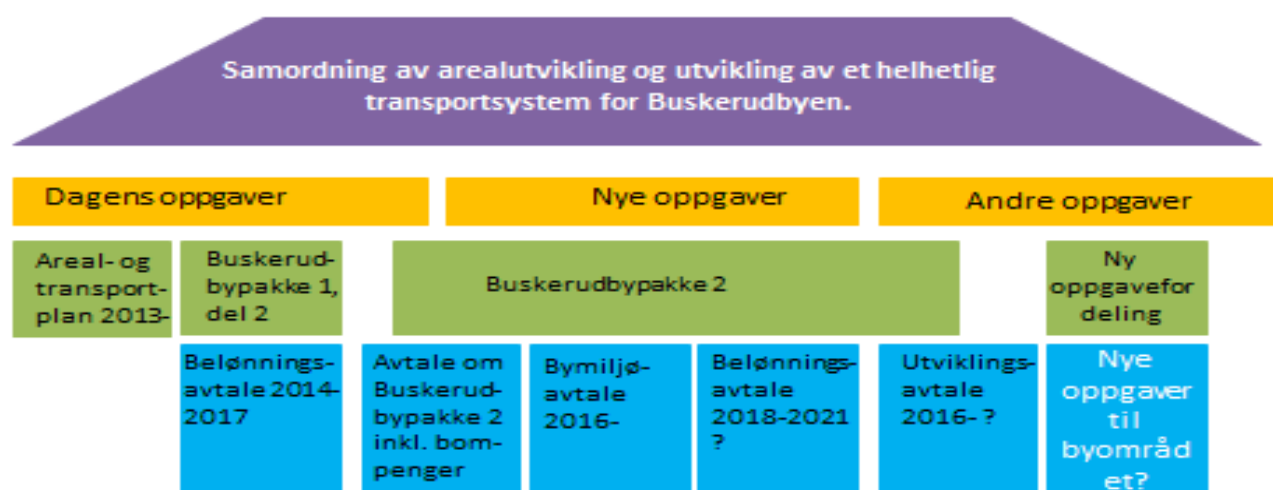 Samordning av arealutvikling og utvikling av et helhetlig
transportsystem for Buskerudbyen.
Dagens oppgaver
Nye oppgaver
Andre oppgaver
Areal- og
transport-
plan 2013-
Buskerud-
bypakke 1,
del 2
Buskerudbypakke 2
Ny
oppgavefor
deling
Belønnings-
avtale 2014-
2017
Avtale om
Buskerud-
bypakke 2
inkl. bom-
penger
Bymiljø-
avtale
2016-
Belønnings-
avtale
2018-2021
?
Utviklings-
avtale
2016- ?
Nye
oppgaver
til
byområd
et?